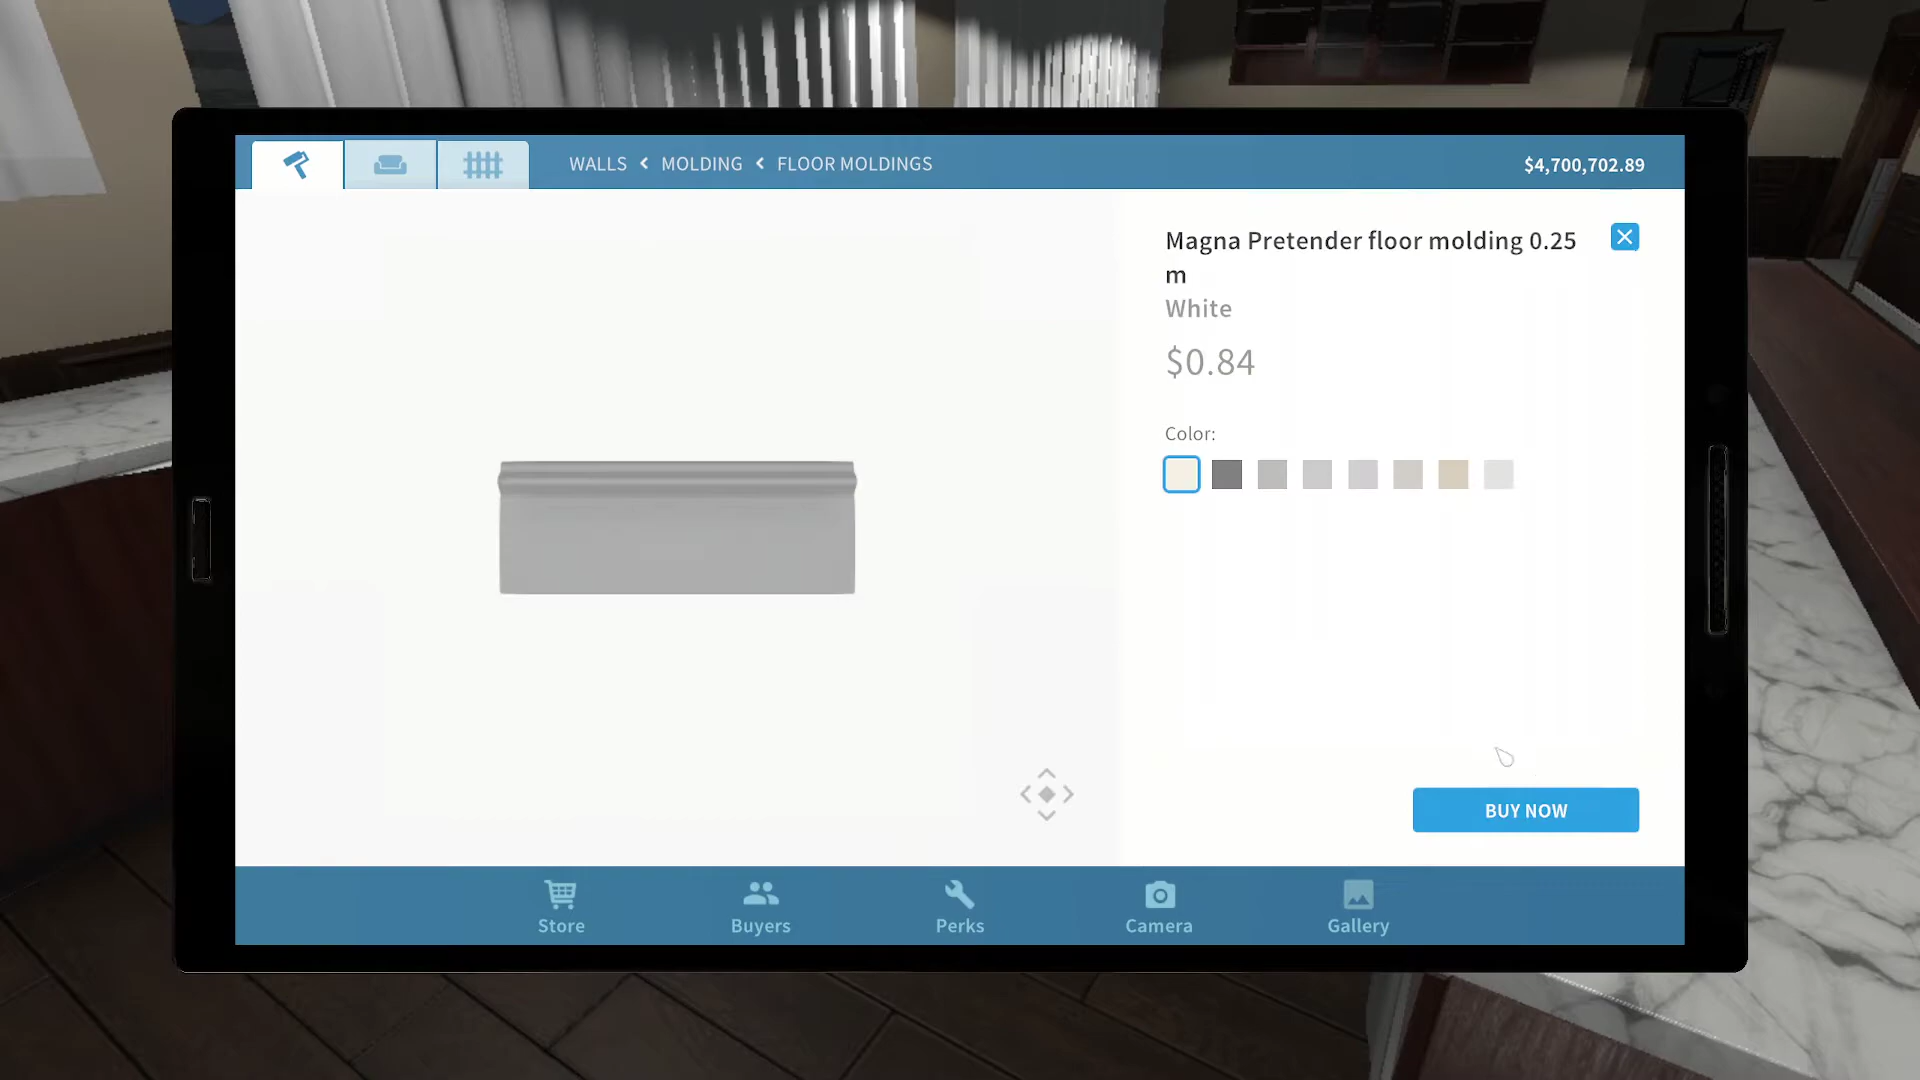 WALLS < MOLDING < FLOOR MOLDINGS
$4,700,702.89
Magna Pretender floor molding 0.25
m
White
$0.84
Color:
BUY NOW
Store
Buyers
Perks
Camera
Gallery